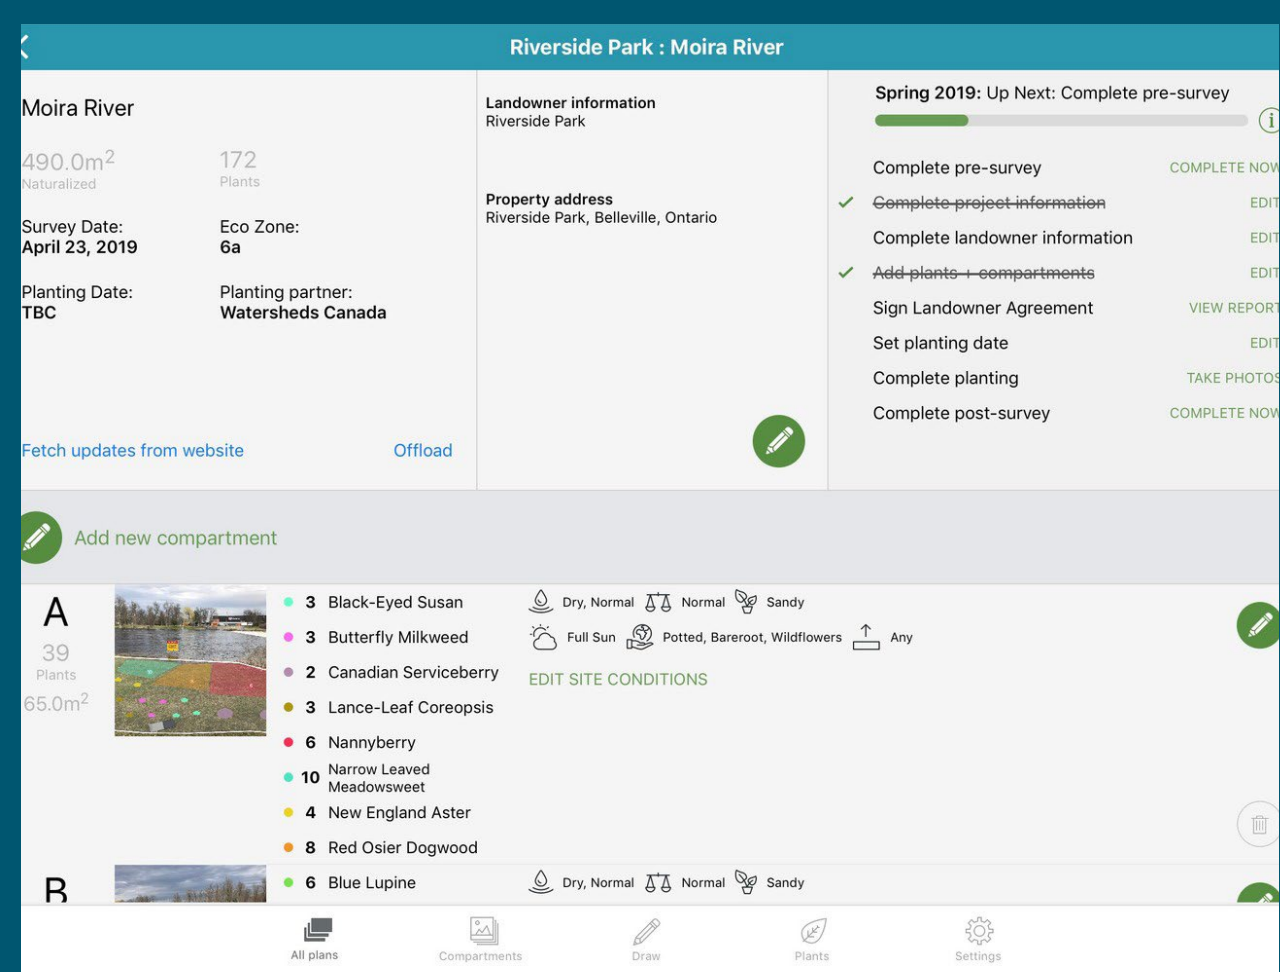 Riverside Park : Moira River
Moira River
490.0m²
Naturalized
172
Plants
Survey Date:
April 23, 2019
Eco Zone:
6a
Planting Date:
TBC
Planting partner:
Watersheds Canada
Fetch updates from website
Offload
Landowner information
Riverside Park
Property address
Riverside Park, Belleville, Ontario
Spring 2019: Up Next: Complete pre-survey
i
Complete pre-survey COMPLETE NOW
Complete project information EDIT
Complete landowner information EDIT
Add plants + compartments EDIT
Sign Landowner Agreement VIEW REPORT
Set planting date EDIT
Complete planting TAKE PHOTOS
Complete post-survey COMPLETE NOW
Add new compartment
A
39
Plants
65.0m²
3 Black-Eyed Susan
3 Butterfly Milkweed
2 Canadian Serviceberry
3 Lance-Leaf Coreopsis
6 Nannyberry
10 Narrow Leaved
Meadowsweet
4 New England Aster
8 Red Osier Dogwood
Dry, Normal Normal Sandy
Full Sun Potted, Bareroot, Wildflowers Any
EDIT SITE CONDITIONS
B
6 Blue Lupine
Dry, Normal Normal Sandy
All plans
Compartments
Draw
Plants
Settings